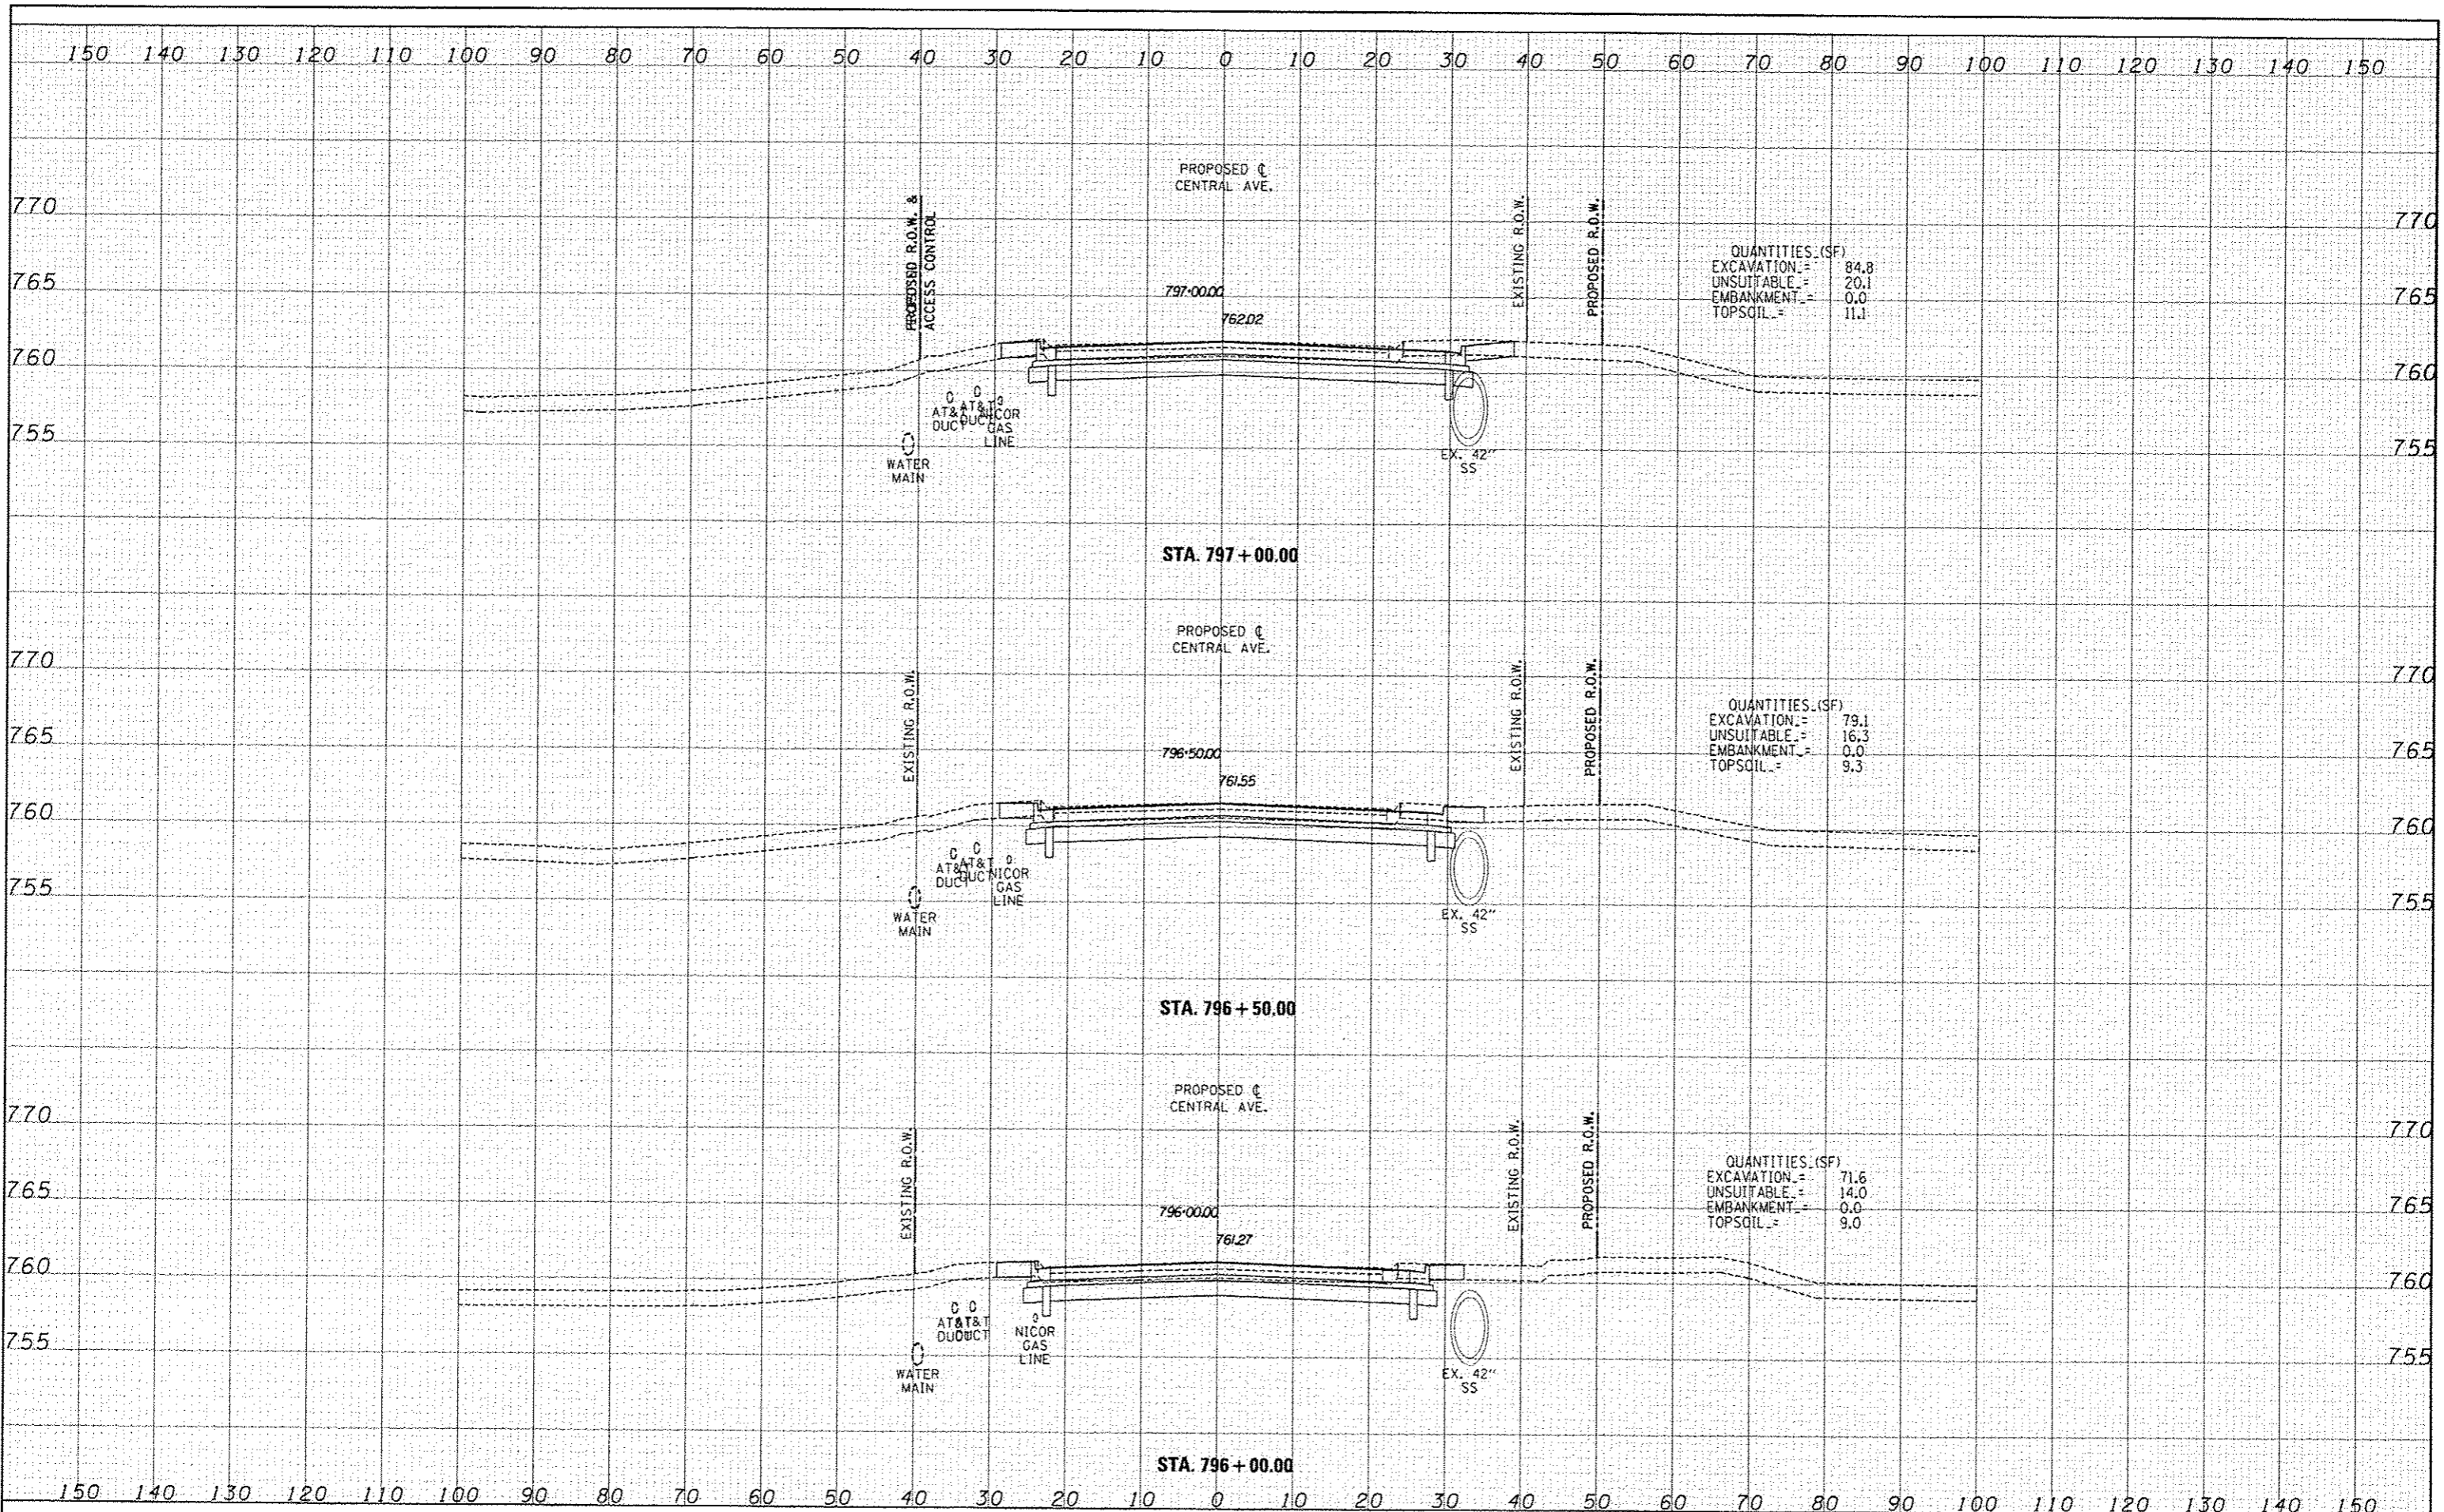 150 140 130 120 110 100 90 80 70 60 50 40 30 20 10 0 10 20 30 40 50 60 70 80 90 100 110 120 130 140 150
PROPOSED ℄
CENTRAL AVE.
770
770
PROPOSED R.O.W. &
ACCESS CONTROL
EXISTING R.O.W.
PROPOSED R.O.W.
QUANTITIES (SF)
EXCAVATION = 84.8
UNSUITABLE = 20.1
EMBANKMENT = 0.0
TOPSOIL = 11.1
765
797+00.00
765
762.02
760
760
AT&T
DUCT
AT&T
DUCT
NICOR
GAS
LINE
755
755
WATER
MAIN
EX. 42"
SS
STA. 797+00.00
PROPOSED ℄
CENTRAL AVE.
770
770
EXISTING R.O.W.
EXISTING R.O.W.
PROPOSED R.O.W.
QUANTITIES (SF)
EXCAVATION = 79.1
UNSUITABLE = 16.3
EMBANKMENT = 0.0
TOPSOIL = 9.3
765
796+50.00
765
761.55
760
760
AT&T
DUCT
AT&T
DUCT
NICOR
GAS
LINE
755
755
WATER
MAIN
EX. 42"
SS
STA. 796+50.00
PROPOSED ℄
CENTRAL AVE.
770
770
EXISTING R.O.W.
EXISTING R.O.W.
PROPOSED R.O.W.
QUANTITIES (SF)
EXCAVATION = 71.6
UNSUITABLE = 14.0
EMBANKMENT = 0.0
TOPSOIL = 9.0
765
796+00.00
765
761.27
760
760
AT&T
DUCT
AT&T
DUCT
NICOR
GAS
LINE
755
755
WATER
MAIN
EX. 42"
SS
STA. 796+00.00
150 140 130 120 110 100 90 80 70 60 50 40 30 20 10 0 10 20 30 40 50 60 70 80 90 100 110 120 130 140 150